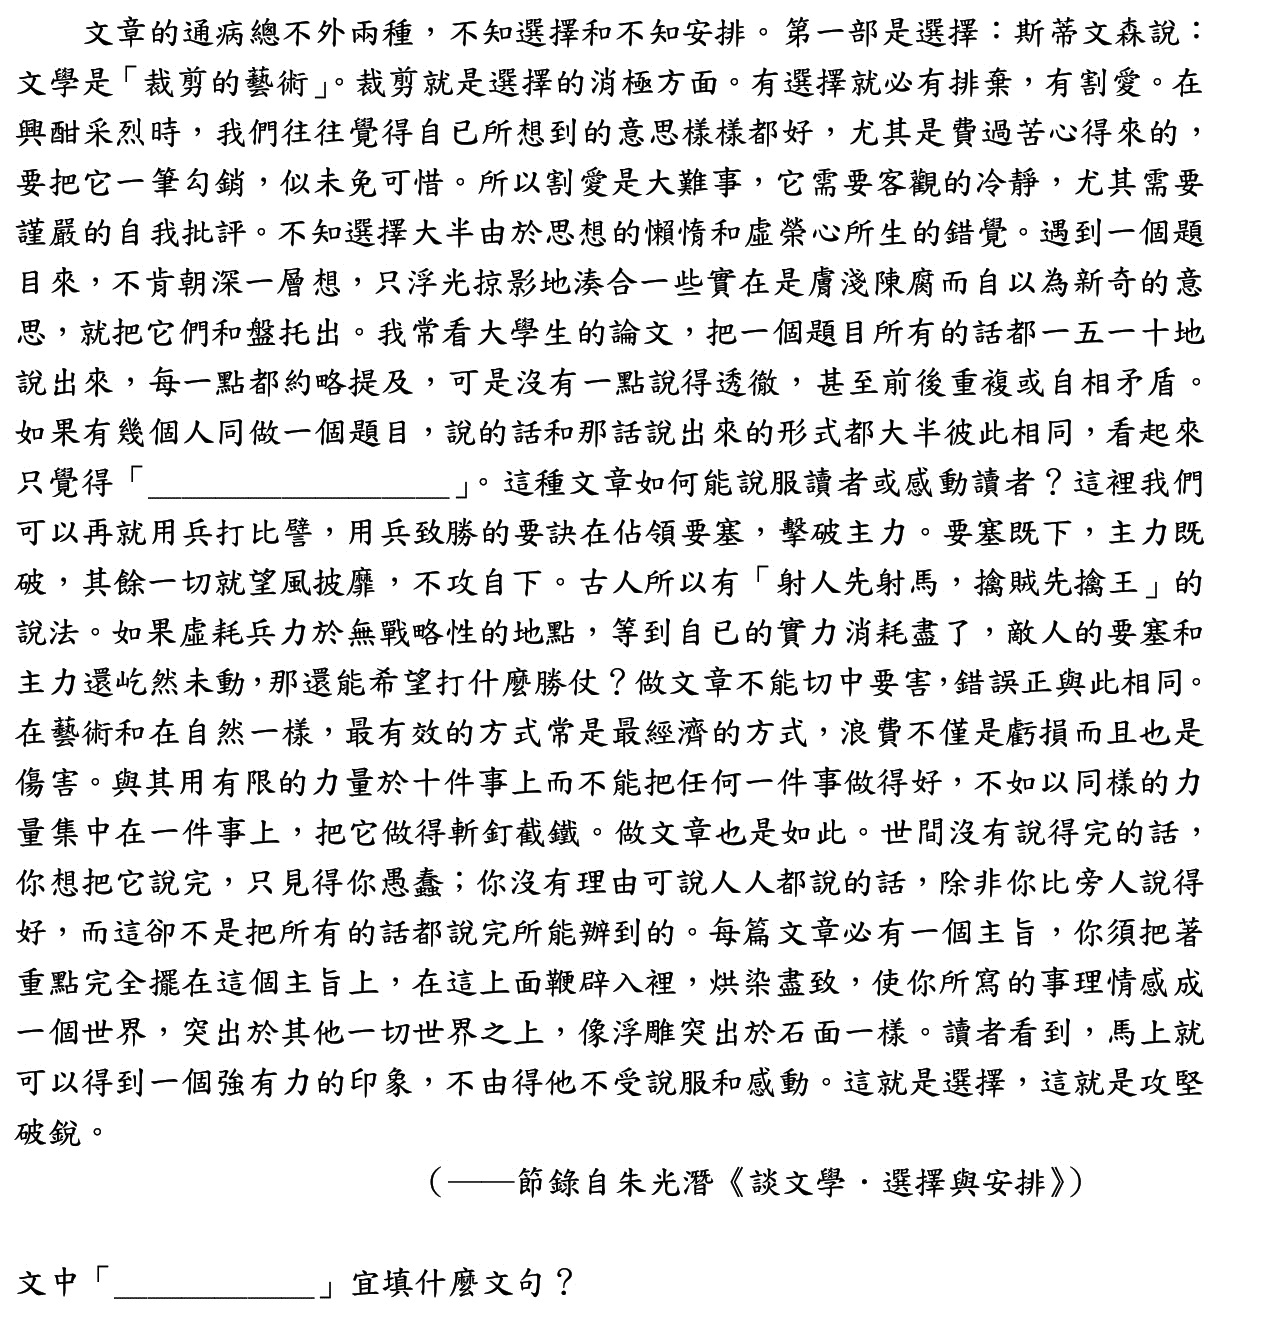 文章的通病總不外兩種，不知選擇和不知安排。第一部是選擇：斯蒂文森說：
文學是「裁剪的藝術」。裁剪就是選擇的消極方面。有選擇就必有排棄，有割愛。在
興酣采烈時，我們往往覺得自己所想到的意思樣樣都好，尤其是費過苦心得來的，
要把它一筆勾銷，似未免可惜。所以割愛是大難事，它需要客觀的冷靜，尤其需要
謹嚴的自我批評。不知選擇大半由於思想的懶惰和虛榮心所生的錯覺。遇到一個題
目來，不肯朝深一層想，只浮光掠影地湊合一些實在是膚淺陳腐而自以為新奇的意
思，就把它們和盤托出。我常看大學生的論文，把一個題目所有的話都一五一十地
說出來，每一點都約略提及，可是沒有一點說得透徹，甚至前後重複或自相矛盾。
如果有幾個人同做一個題目，說的話和那話說出來的形式都大半彼此相同，看起來
只覺得「__________________」。這種文章如何能說服讀者或感動讀者？這裡我們
可以再就用兵打比譬，用兵致勝的要訣在佔領要塞，擊破主力。要塞既下，主力既
破，其餘一切就望風披靡，不攻自下。古人所以有「射人先射馬，擒賊先擒王」的
說法。如果虛耗兵力於無戰略性的地點，等到自己的實力消耗盡了，敵人的要塞和
主力還屹然未動，那還能希望打什麼勝仗？做文章不能切中要害，錯誤正與此相同。
在藝術和在自然一樣，最有效的方式常是最經濟的方式，浪費不僅是虧損而且也是
傷害。與其用有限的力量於十件事上而不能把任何一件事做得好，不如以同樣的力
量集中在一件事上，把它做得斬釘截鐵。做文章也是如此。世間沒有說得完的話，
你想把它說完，只見得你愚蠢；你沒有理由可說人人都說的話，除非你比旁人說得
好，而這卻不是把所有的話都說完所能辦到的。每篇文章必有一個主旨，你須把著
重點完全擺在這個主旨上，在這上面鞭辟入裡，烘染盡致，使你所寫的事理情感成
一個世界，突出於其他一切世界之上，像浮雕突出於石面一樣。讀者看到，馬上就
可以得到一個強有力的印象，不由得他不受說服和感動。這就是選擇，這就是攻堅
破銳。
（——節錄自朱光潛《談文學．選擇與安排》）
文中「____________」宜填什麼文句？